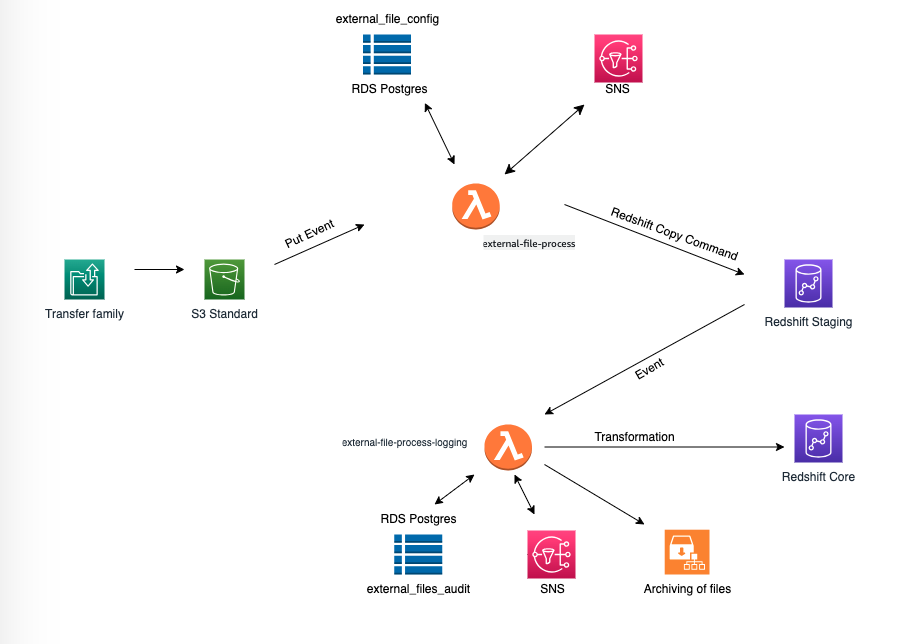 external_file_config
RDS Postgres
SNS
Put Event
external-file-process
Redshift Copy Command
Transfer family
S3 Standard
Redshift Staging
Event
external-file-process-logging
Transformation
Redshift Core
RDS Postgres
external_files_audit
SNS
Archiving of files